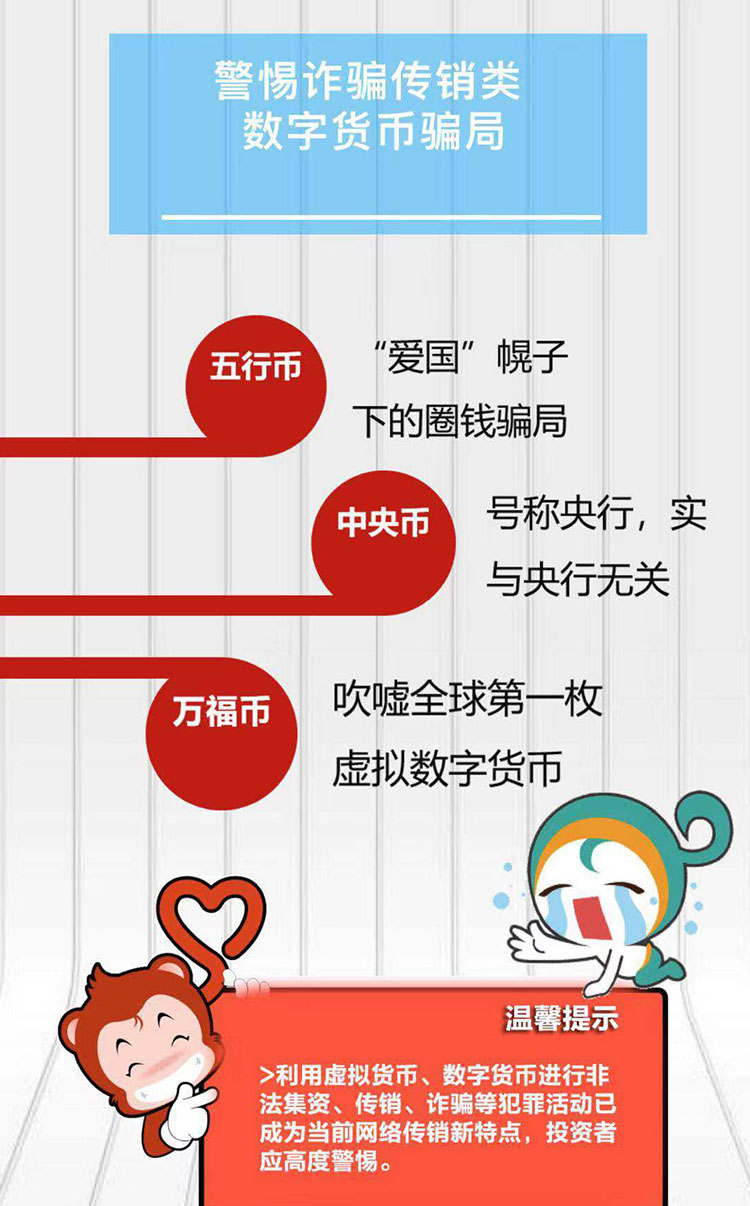 警惕诈骗传销类
数字货币骗局
五行币
“爱国”幌子
下的圈钱骗局
中央币
号称央行，实
与央行无关
万福币
吹嘘全球第一枚
虚拟数字货币
温馨提示
>利用虚拟货币、数字货币进行非
法集资、传销、诈骗等犯罪活动已
成为当前网络传销新特点，投资者
应高度警惕。